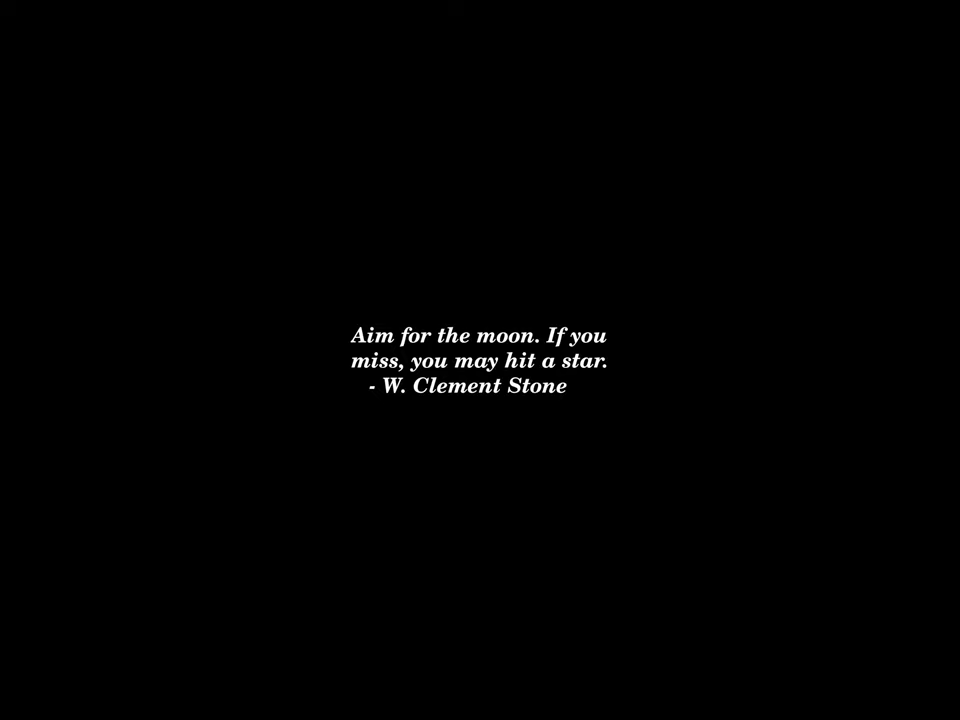 Aim for the moon. If you
miss, you may hit a star.
- W. Clement Stone